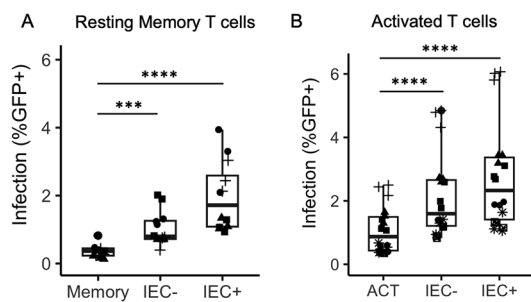 A Resting Memory T cells
Infection (%GFP+)
6
4
2
0
****
***
Memory IEC- IEC+
B Activated T cells
Infection (%GFP+)
6
4
2
0
****
****
ACT IEC- IEC+